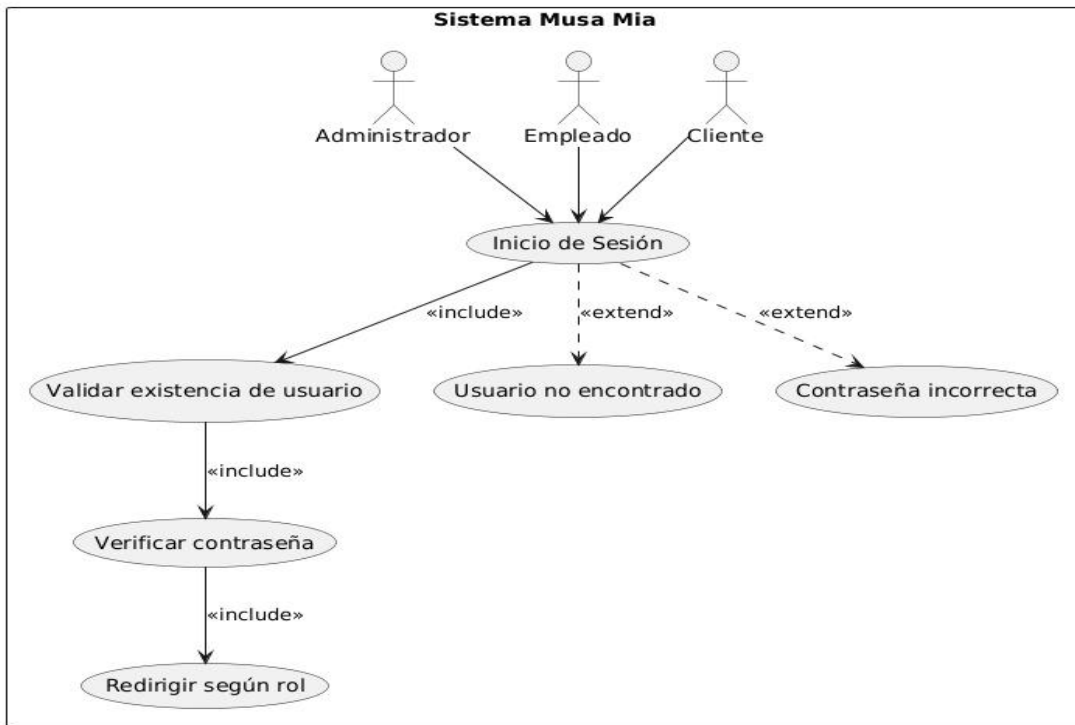 Sistema Musa Mia
Administrador
Empleado
Cliente
Inicio de Sesión
«include»
«extend»
«extend»
Validar existencia de usuario
Usuario no encontrado
Contraseña incorrecta
«include»
Verificar contraseña
«include»
Redirigir según rol